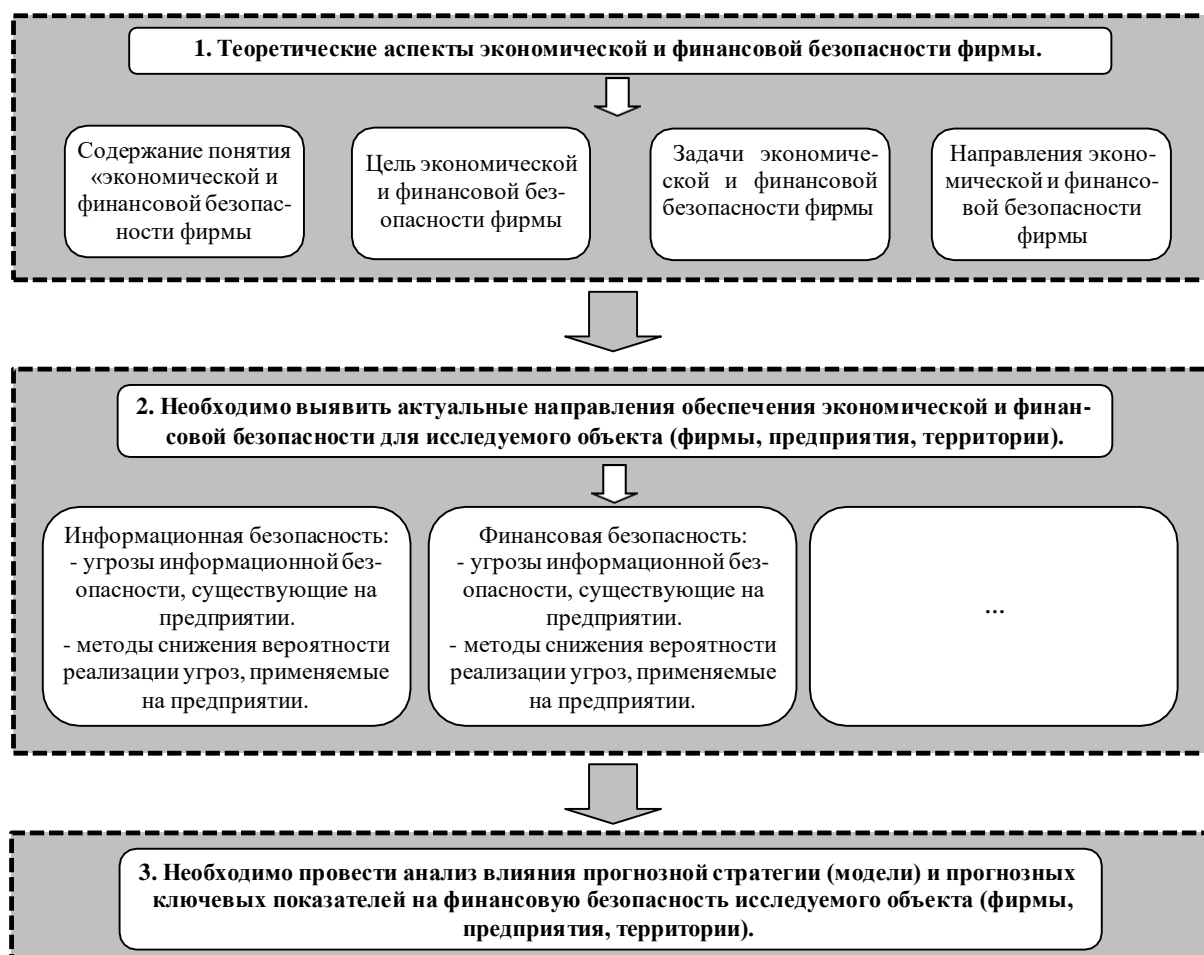 1. Теоретические аспекты экономической и финансовой безопасности фирмы.
Содержание понятия
«экономической и
финансовой безопас-
ности фирмы
Цель экономической
и финансовой без-
опасности фирмы
Задачи экономиче-
ской и финансовой
безопасности фирмы
Направления эконо-
мической и финансо-
вой безопасности
фирмы
2. Необходимо выявить актуальные направления обеспечения экономической и финан-
совой безопасности для исследуемого объекта (фирмы, предприятия, территории).
Информационная безопасность:
- угрозы информационной без-
опасности, существующие на
предприятии.
- методы снижения вероятности
реализации угроз, применяемые
на предприятии.
Финансовая безопасность:
- угрозы информационной без-
опасности, существующие на
предприятии.
- методы снижения вероятности
реализации угроз, применяемые
на предприятии.
...
3. Необходимо провести анализ влияния прогнозной стратегии (модели) и прогнозных
ключевых показателей на финансовую безопасность исследуемого объекта (фирмы,
предприятия, территории).